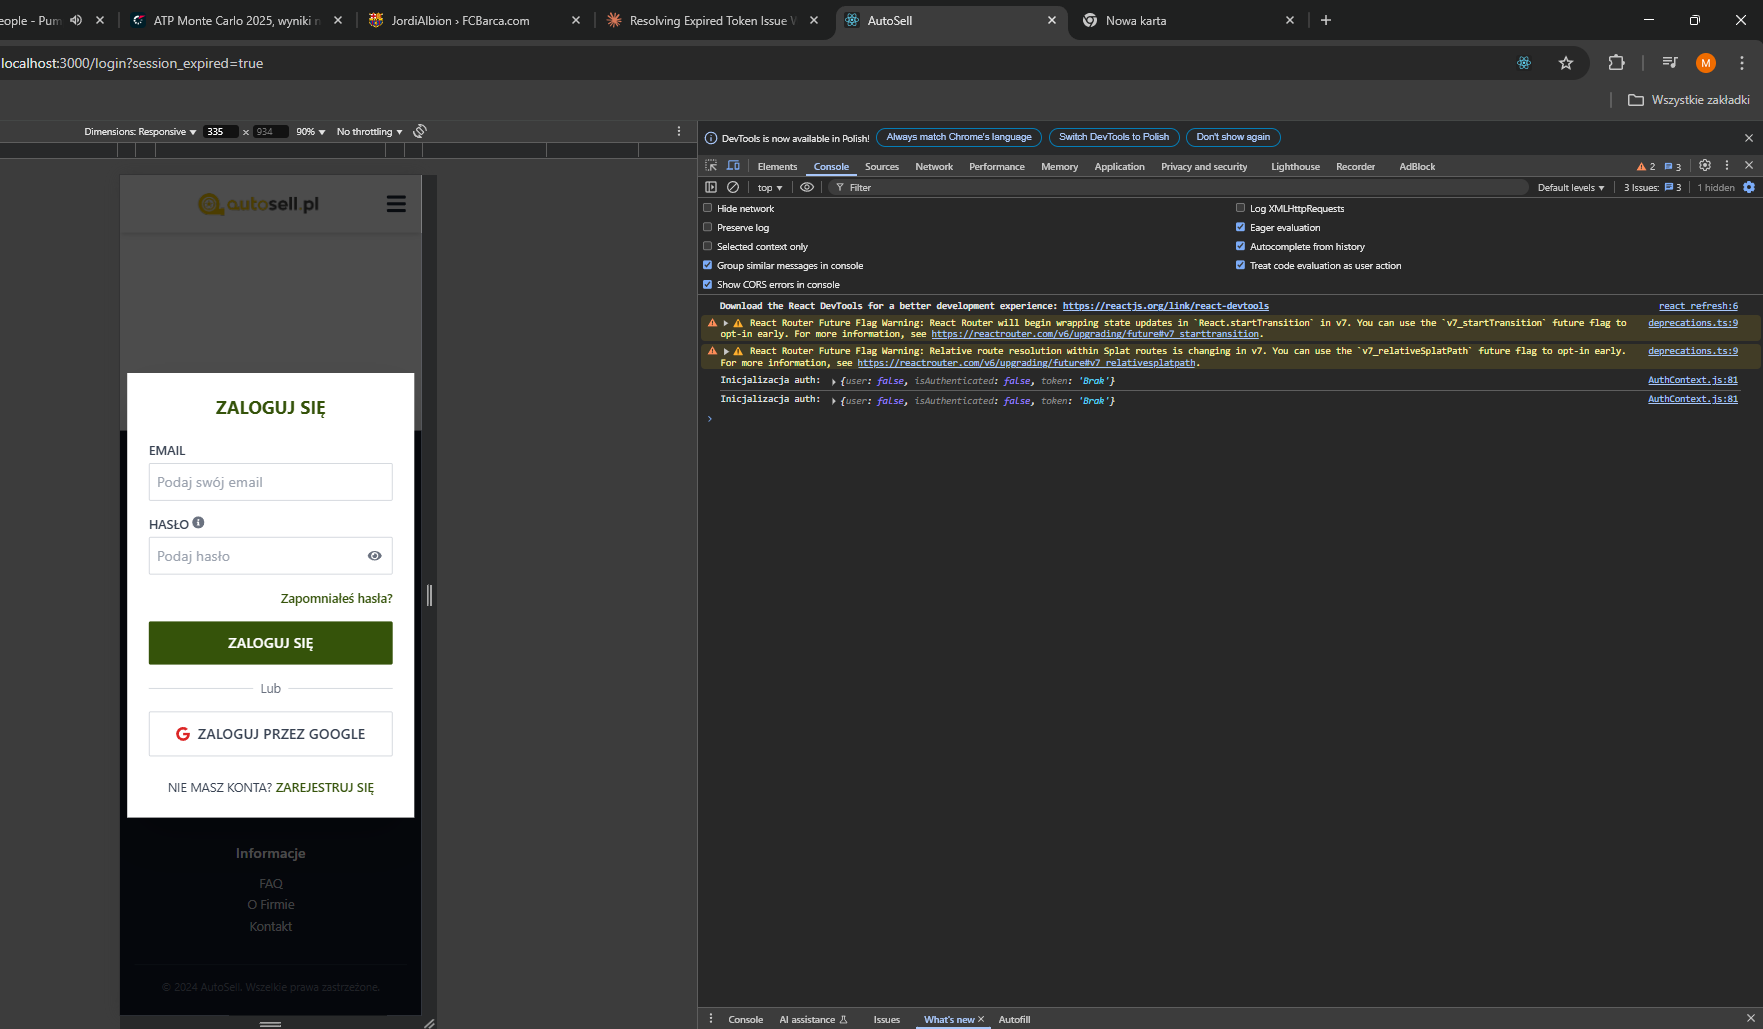 eople - Pum
ATP Monte Carlo 2025, wyniki n
JordiAlbion › FCBarca.com
Resolving Expired Token Issue W
AutoSell
Nowa karta
localhost:3000/login?session_expired=true
M
Wszystkie zakładki
Dimensions: Responsive 335 x 934 90% No throttling
DevTools is now available in Polish!
Always match Chrome's language
Switch DevTools to Polish
Don't show again
Elements Console Sources Network Performance Memory Application Privacy and security Lighthouse Recorder AdBlock 2 3
top Filter Default levels 3 Issues: 3 1 hidden
Hide network
Log XMLHttpRequests
Preserve log
Eager evaluation
Selected context only
Autocomplete from history
Group similar messages in console
Treat code evaluation as user action
Show CORS errors in console
Download the React DevTools for a better development experience: https://reactjs.org/link/react-devtools react refresh:6
React Router Future Flag Warning: React Router will begin wrapping state updates in `React.startTransition` in v7. You can use the `v7_startTransition` future flag to deprecations.ts:9
opt-in early. For more information, see https://reactrouter.com/v6/upgrading/future#v7_starttransition.
React Router Future Flag Warning: Relative route resolution within Splat routes is changing in v7. You can use the `v7_relativeSplatPath` future flag to opt-in early. deprecations.ts:9
For more information, see https://reactrouter.com/v6/upgrading/future#v7_relativesplatpath.
Inicjalizacja auth: {user: false, isAuthenticated: false, token: 'Brak'} AuthContext.js:81
Inicjalizacja auth: {user: false, isAuthenticated: false, token: 'Brak'} AuthContext.js:81
autosell.pl
ZALOGUJ SIĘ
EMAIL
Podaj swój email
HASŁO
Podaj hasło
Zapomniałeś hasła?
ZALOGUJ SIĘ
Lub
ZALOGUJ PRZEZ GOOGLE
NIE MASZ KONTA? ZAREJESTRUJ SIĘ
Informacje
FAQ
O Firmie
Kontakt
© 2024 AutoSell. Wszelkie prawa zastrzeżone.
Console AI assistance Issues What's new Autofill